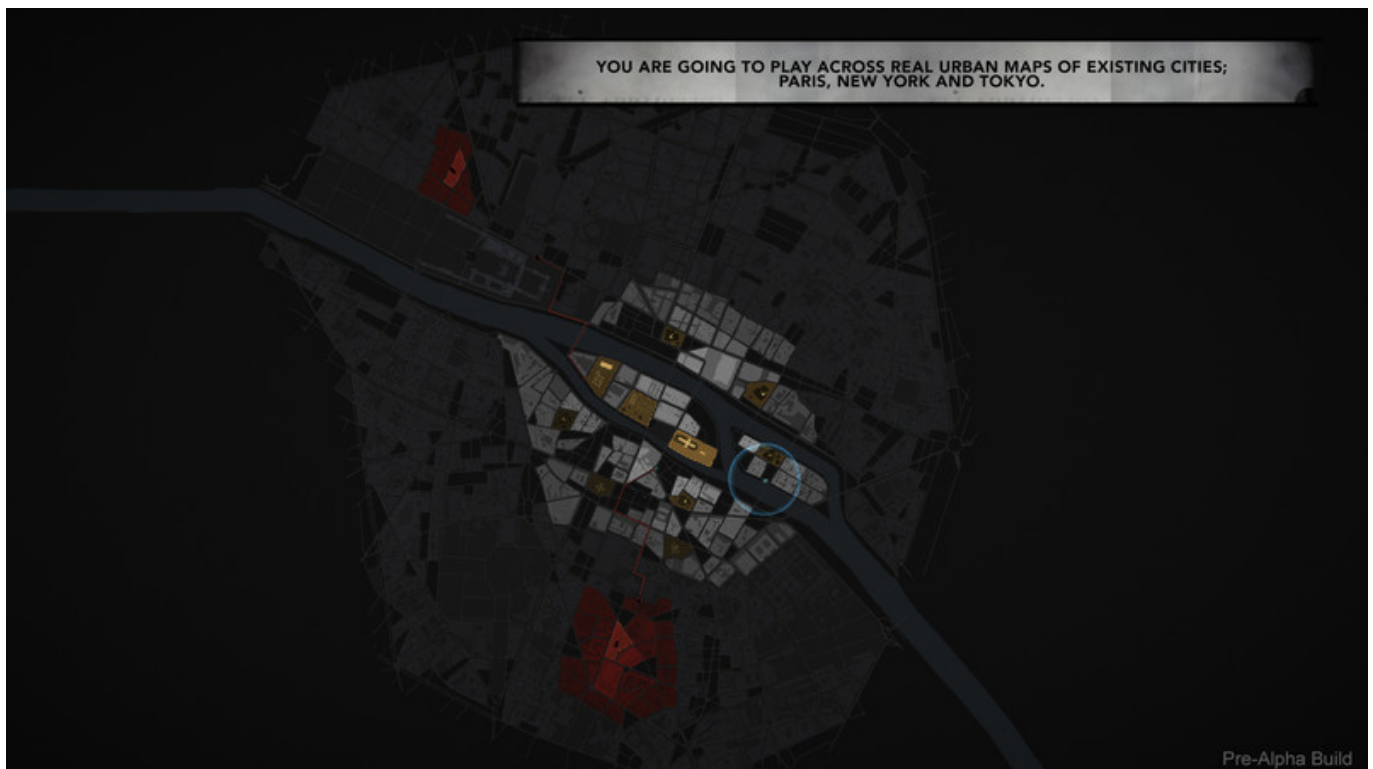 YOU ARE GOING TO PLAY ACROSS REAL URBAN MAPS OF EXISTING CITIES;
PARIS, NEW YORK AND TOKYO.
Pre-Alpha Build